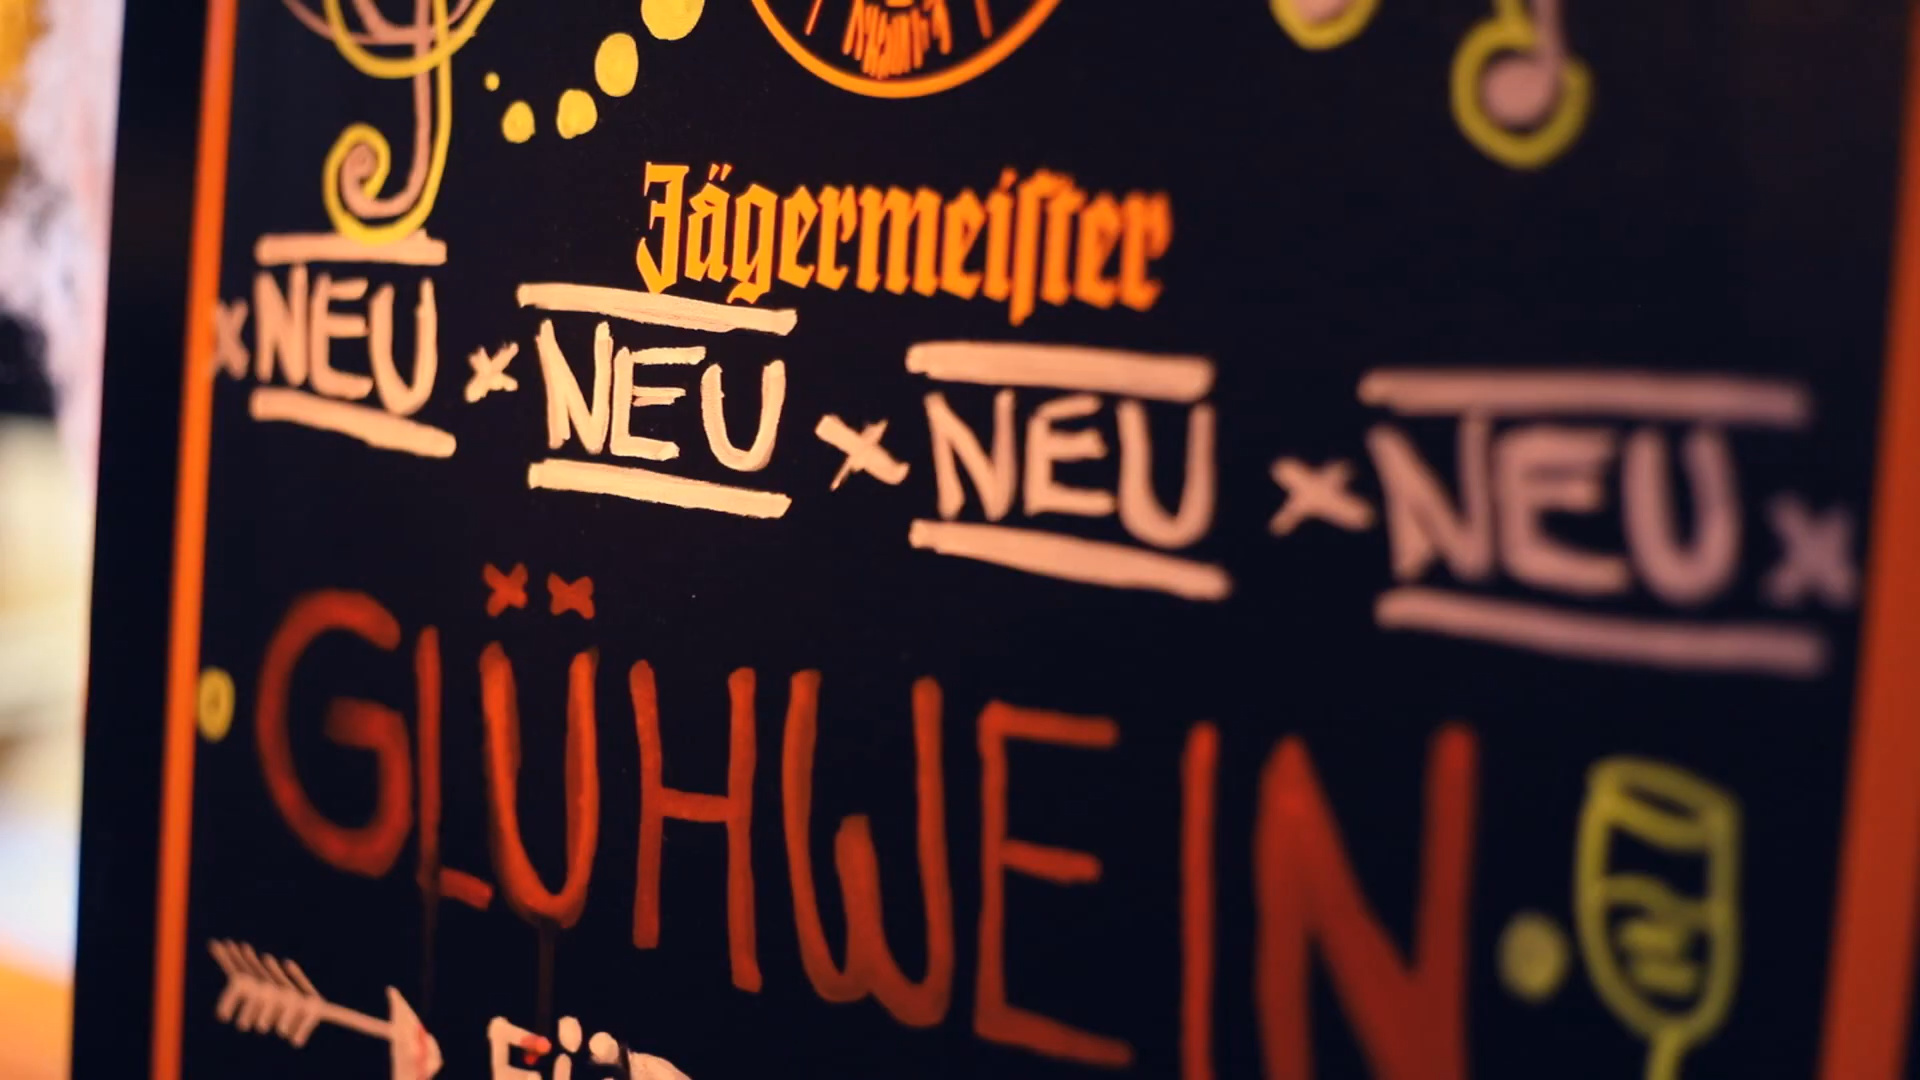 Jägermeiſter
x NEU x NEU x NEU x NEU x
GLÜHWEIN